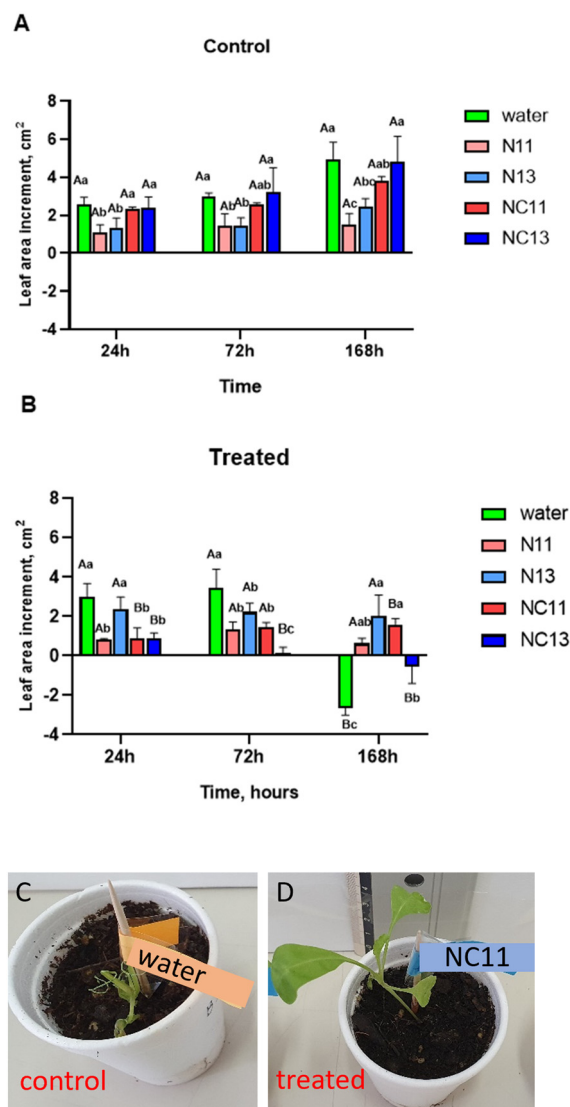 A
Control
8
6
4
2
0
-2
-4
Leaf area Increment, cm²
Aa Ab Ab Aa Aa
Aa Ab Ab Aab Aa
Aa Ac Abc Aab Aa
24h 72h 168h
Time
water
N11
N13
NC11
NC13
B
Treated
8
6
4
2
0
-2
-4
Leaf area increment, cm²
Aa Ab Aa Bb Bb
Aa Ab Ab Ab Bc
Bc Aab Aa Ba Bb
24h 72h 168h
Time, hours
water
N11
N13
NC11
NC13
C
water
control
D
NC11
treated